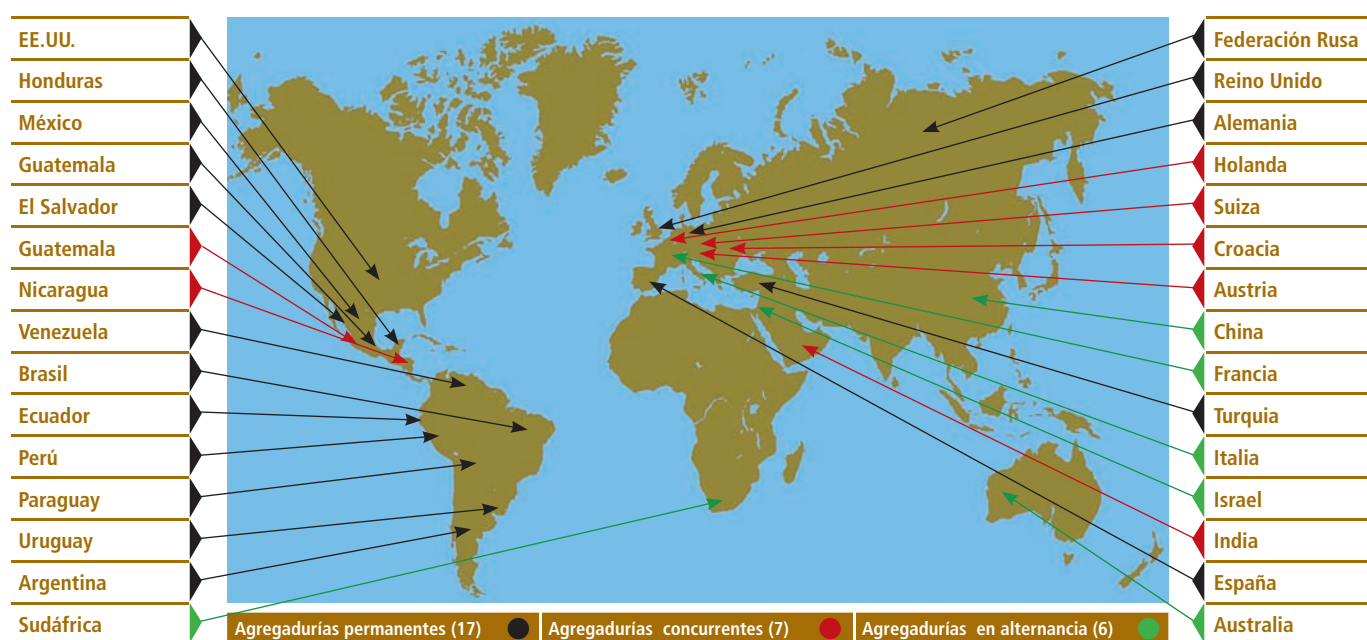 EE.UU.
Honduras
México
Guatemala
El Salvador
Guatemala
Nicaragua
Venezuela
Brasil
Ecuador
Perú
Paraguay
Uruguay
Argentina
Sudáfrica
Federación Rusa
Reino Unido
Alemania
Holanda
Suiza
Croacia
Austria
China
Francia
Turquia
Italia
Israel
India
España
Australia
Agregadurías permanentes (17)
Agregadurías concurrentes (7)
Agregadurías en alternancia (6)